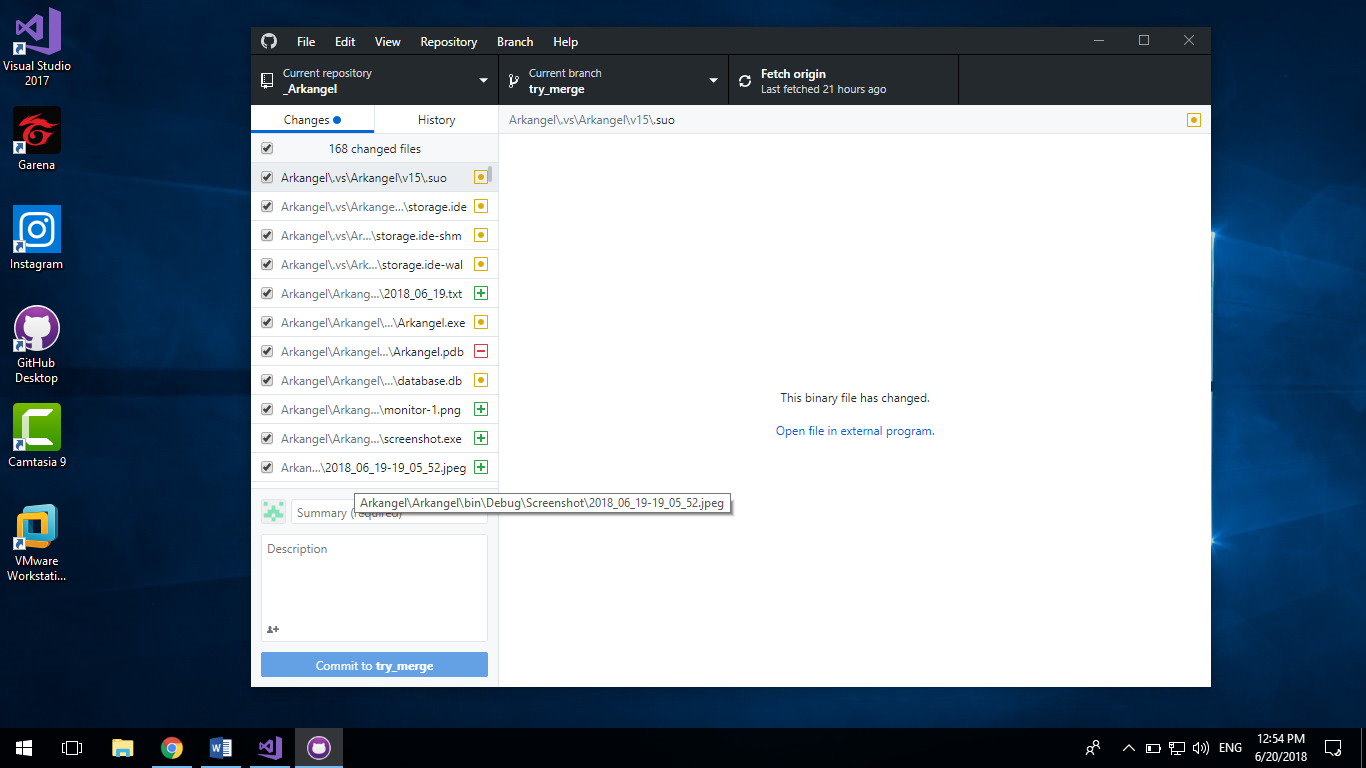 Visual Studio
2017
Garena
Instagram
GitHub
Desktop
Camtasia 9
VMware
Workstati...
File Edit View Repository Branch Help
Current repository
_Arkangel
Current branch
try_merge
Fetch origin
Last fetched 21 hours ago
Changes History
Arkangel\.vs\Arkangel\v15\.suo
168 changed files
Arkangel\.vs\Arkangel\v15\.suo
Arkangel\.vs\Arkange...\storage.ide
Arkangel\.vs\Ar...\storage.ide-shm
Arkangel\.vs\Ark...\storage.ide-wal
Arkangel\Arkang...\2018_06_19.txt
Arkangel\Arkangel\...\Arkangel.exe
Arkangel\Arkangel...\Arkangel.pdb
Arkangel\Arkangel\...\database.db
Arkangel\Arkang...\monitor-1.png
Arkangel\Arkang...\screenshot.exe
Arkan...\2018_06_19-19_05_52.jpeg
Arkangel\Arkangel\bin\Debug\Screenshot\2018_06_19-19_05_52.jpeg
Summary (required)
Description
Commit to try_merge
This binary file has changed.
Open file in external program.
ENG
12:54 PM
6/20/2018